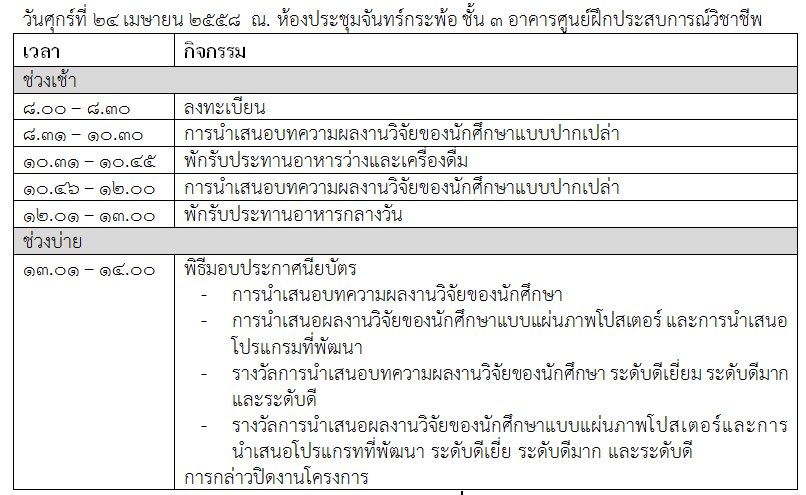 วันศุกร์ที่ ๒๔ เมษายน ๒๕๕๘ ณ. ห้องประชุมจันทร์กระพ้อ ชั้น ๓ อาคารศูนย์ฝึกประสบการณ์วิชาชีพ
เวลา กิจกรรม
ช่วงเช้า
๘.๐๐ – ๘.๓๐ ลงทะเบียน
๘.๓๑ – ๑๐.๓๐ การนำเสนอบทความผลงานวิจัยของนักศึกษาแบบปากเปล่า
๑๐.๓๑ – ๑๐.๔๕ พักรับประทานอาหารว่างและเครื่องดื่ม
๑๐.๔๖ – ๑๒.๐๐ การนำเสนอบทความผลงานวิจัยของนักศึกษาแบบปากเปล่า
๑๒.๐๑ – ๑๓.๐๐ พักรับประทานอาหารกลางวัน
ช่วงบ่าย
๑๓.๐๑ – ๑๔.๐๐ พิธีมอบประกาศนียบัตร
- การนำเสนอบทความผลงานวิจัยของนักศึกษา
- การนำเสนอผลงานวิจัยของนักศึกษาแบบแผ่นภาพโปสเตอร์ และการนำเสนอ
โปรแกรมที่พัฒนา
- รางวัลการนำเสนอบทความผลงานวิจัยของนักศึกษา ระดับดีเยี่ยม ระดับดีมาก
และระดับดี
- รางวัลการนำเสนอผลงานวิจัยของนักศึกษาแบบแผ่นภาพโปสเตอร์และการ
นำเสนอโปรแกรทที่พัฒนา ระดับดีเยี่ย ระดับดีมาก และระดับดี
การกล่าวปิดงานโครงการ